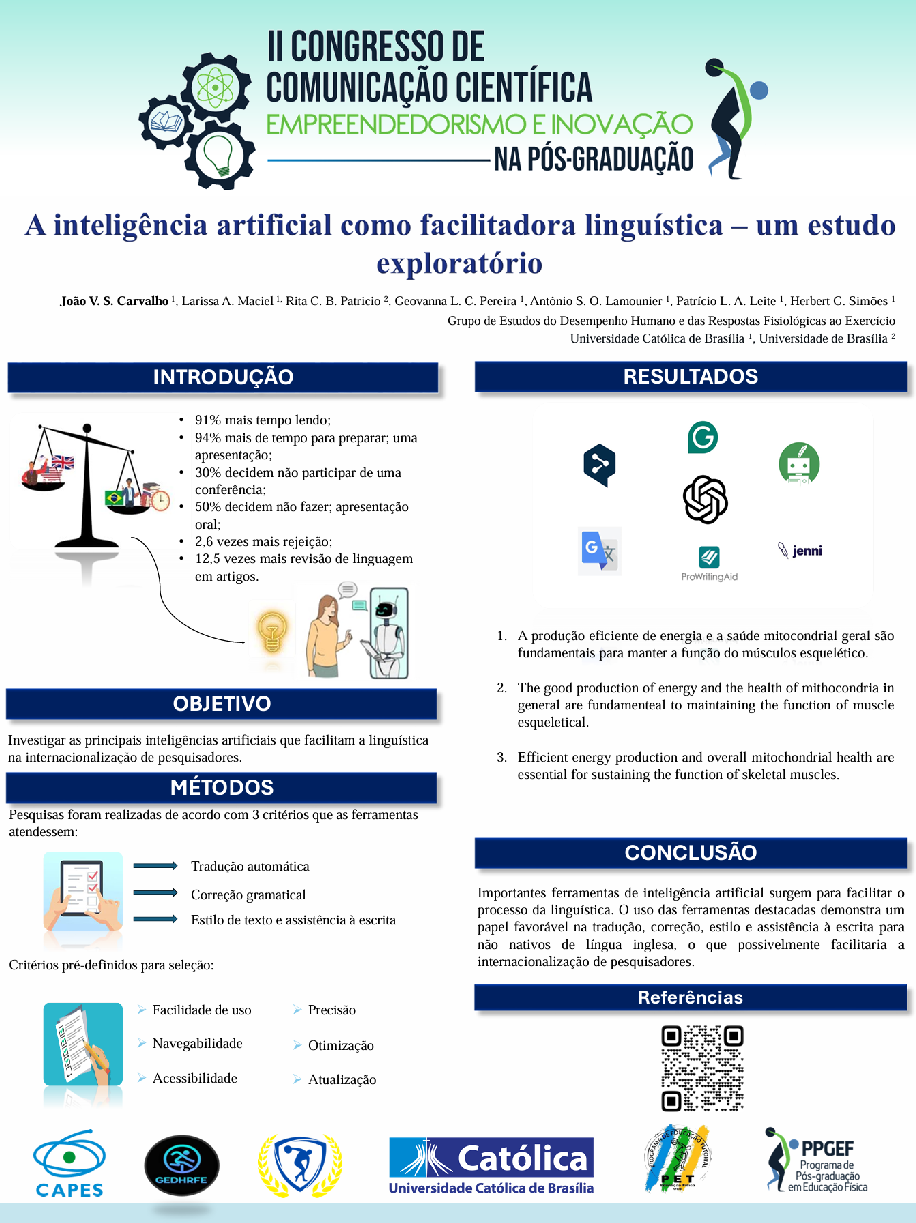 II CONGRESSO DE
COMUNICAÇÃO CIENTÍFICA
EMPREENDEDORISMO E INOVAÇÃO
NA PÓS-GRADUAÇÃO
A inteligência artificial como facilitadora linguística – um estudo
exploratório
.João V. S. Carvalho ¹, Larissa A. Maciel ¹, Rita C. B. Patricio ², Geovanna L. C. Pereira ¹, Antônio S. O. Lamounier ¹, Patrício L. A. Leite ¹, Herbert G. Simões ¹
Grupo de Estudos do Desempenho Humano e das Respostas Fisiológicas ao Exercício
Universidade Católica de Brasília ¹, Universidade de Brasília ²
INTRODUÇÃO
• 91% mais tempo lendo;
• 94% mais de tempo para preparar; uma
apresentação;
• 30% decidem não participar de uma
conferência;
• 50% decidem não fazer; apresentação
oral;
• 2,6 vezes mais rejeição;
• 12,5 vezes mais revisão de linguagem
em artigos.
OBJETIVO
Investigar as principais inteligências artificiais que facilitam a linguística
na internacionalização de pesquisadores.
MÉTODOS
Pesquisas foram realizadas de acordo com 3 critérios que as ferramentas
atendessem:
Tradução automática
Correção gramatical
Estilo de texto e assistência à escrita
Critérios pré-definidos para seleção:
Facilidade de uso
Navegabilidade
Acessibilidade
Precisão
Otimização
Atualização
RESULTADOS
G
ProWritingAid
jenni
1. A produção eficiente de energia e a saúde mitocondrial geral são
fundamentais para manter a função do músculos esquelético.
2. The good production of energy and the health of mithocondria in
general are fundamenteal to maintaining the function of muscle
esqueletical.
3. Efficient energy production and overall mitochondrial health are
essential for sustaining the function of skeletal muscles.
CONCLUSÃO
Importantes ferramentas de inteligência artificial surgem para facilitar o
processo da linguística. O uso das ferramentas destacadas demonstra um
papel favorável na tradução, correção, estilo e assistência à escrita para
não nativos de língua inglesa, o que possivelmente facilitaria a
internacionalização de pesquisadores.
Referências
CAPES
GEDHRFE
Católica
Universidade Católica de Brasília
PET
PPGEF
Programa de
Pós-graduação
em Educação Física